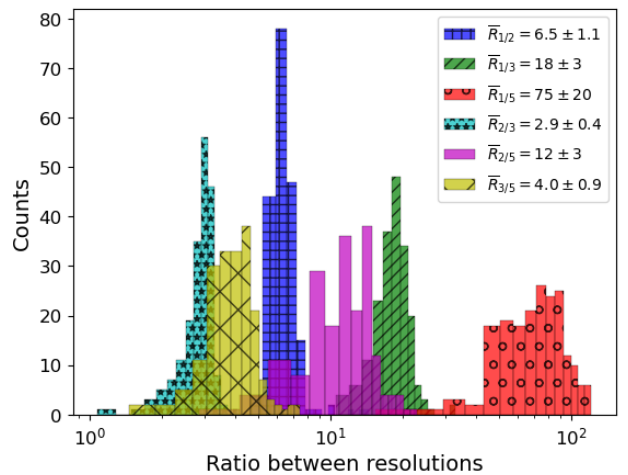 80
70
60
50
40
30
20
10
0
Counts
R̅₁/₂ = 6.5 ± 1.1
R̅₁/₃ = 18 ± 3
R̅₁/₅ = 75 ± 20
R̅₂/₃ = 2.9 ± 0.4
R̅₂/₅ = 12 ± 3
R̅₃/₅ = 4.0 ± 0.9
10⁰ 10¹ 10²
Ratio between resolutions